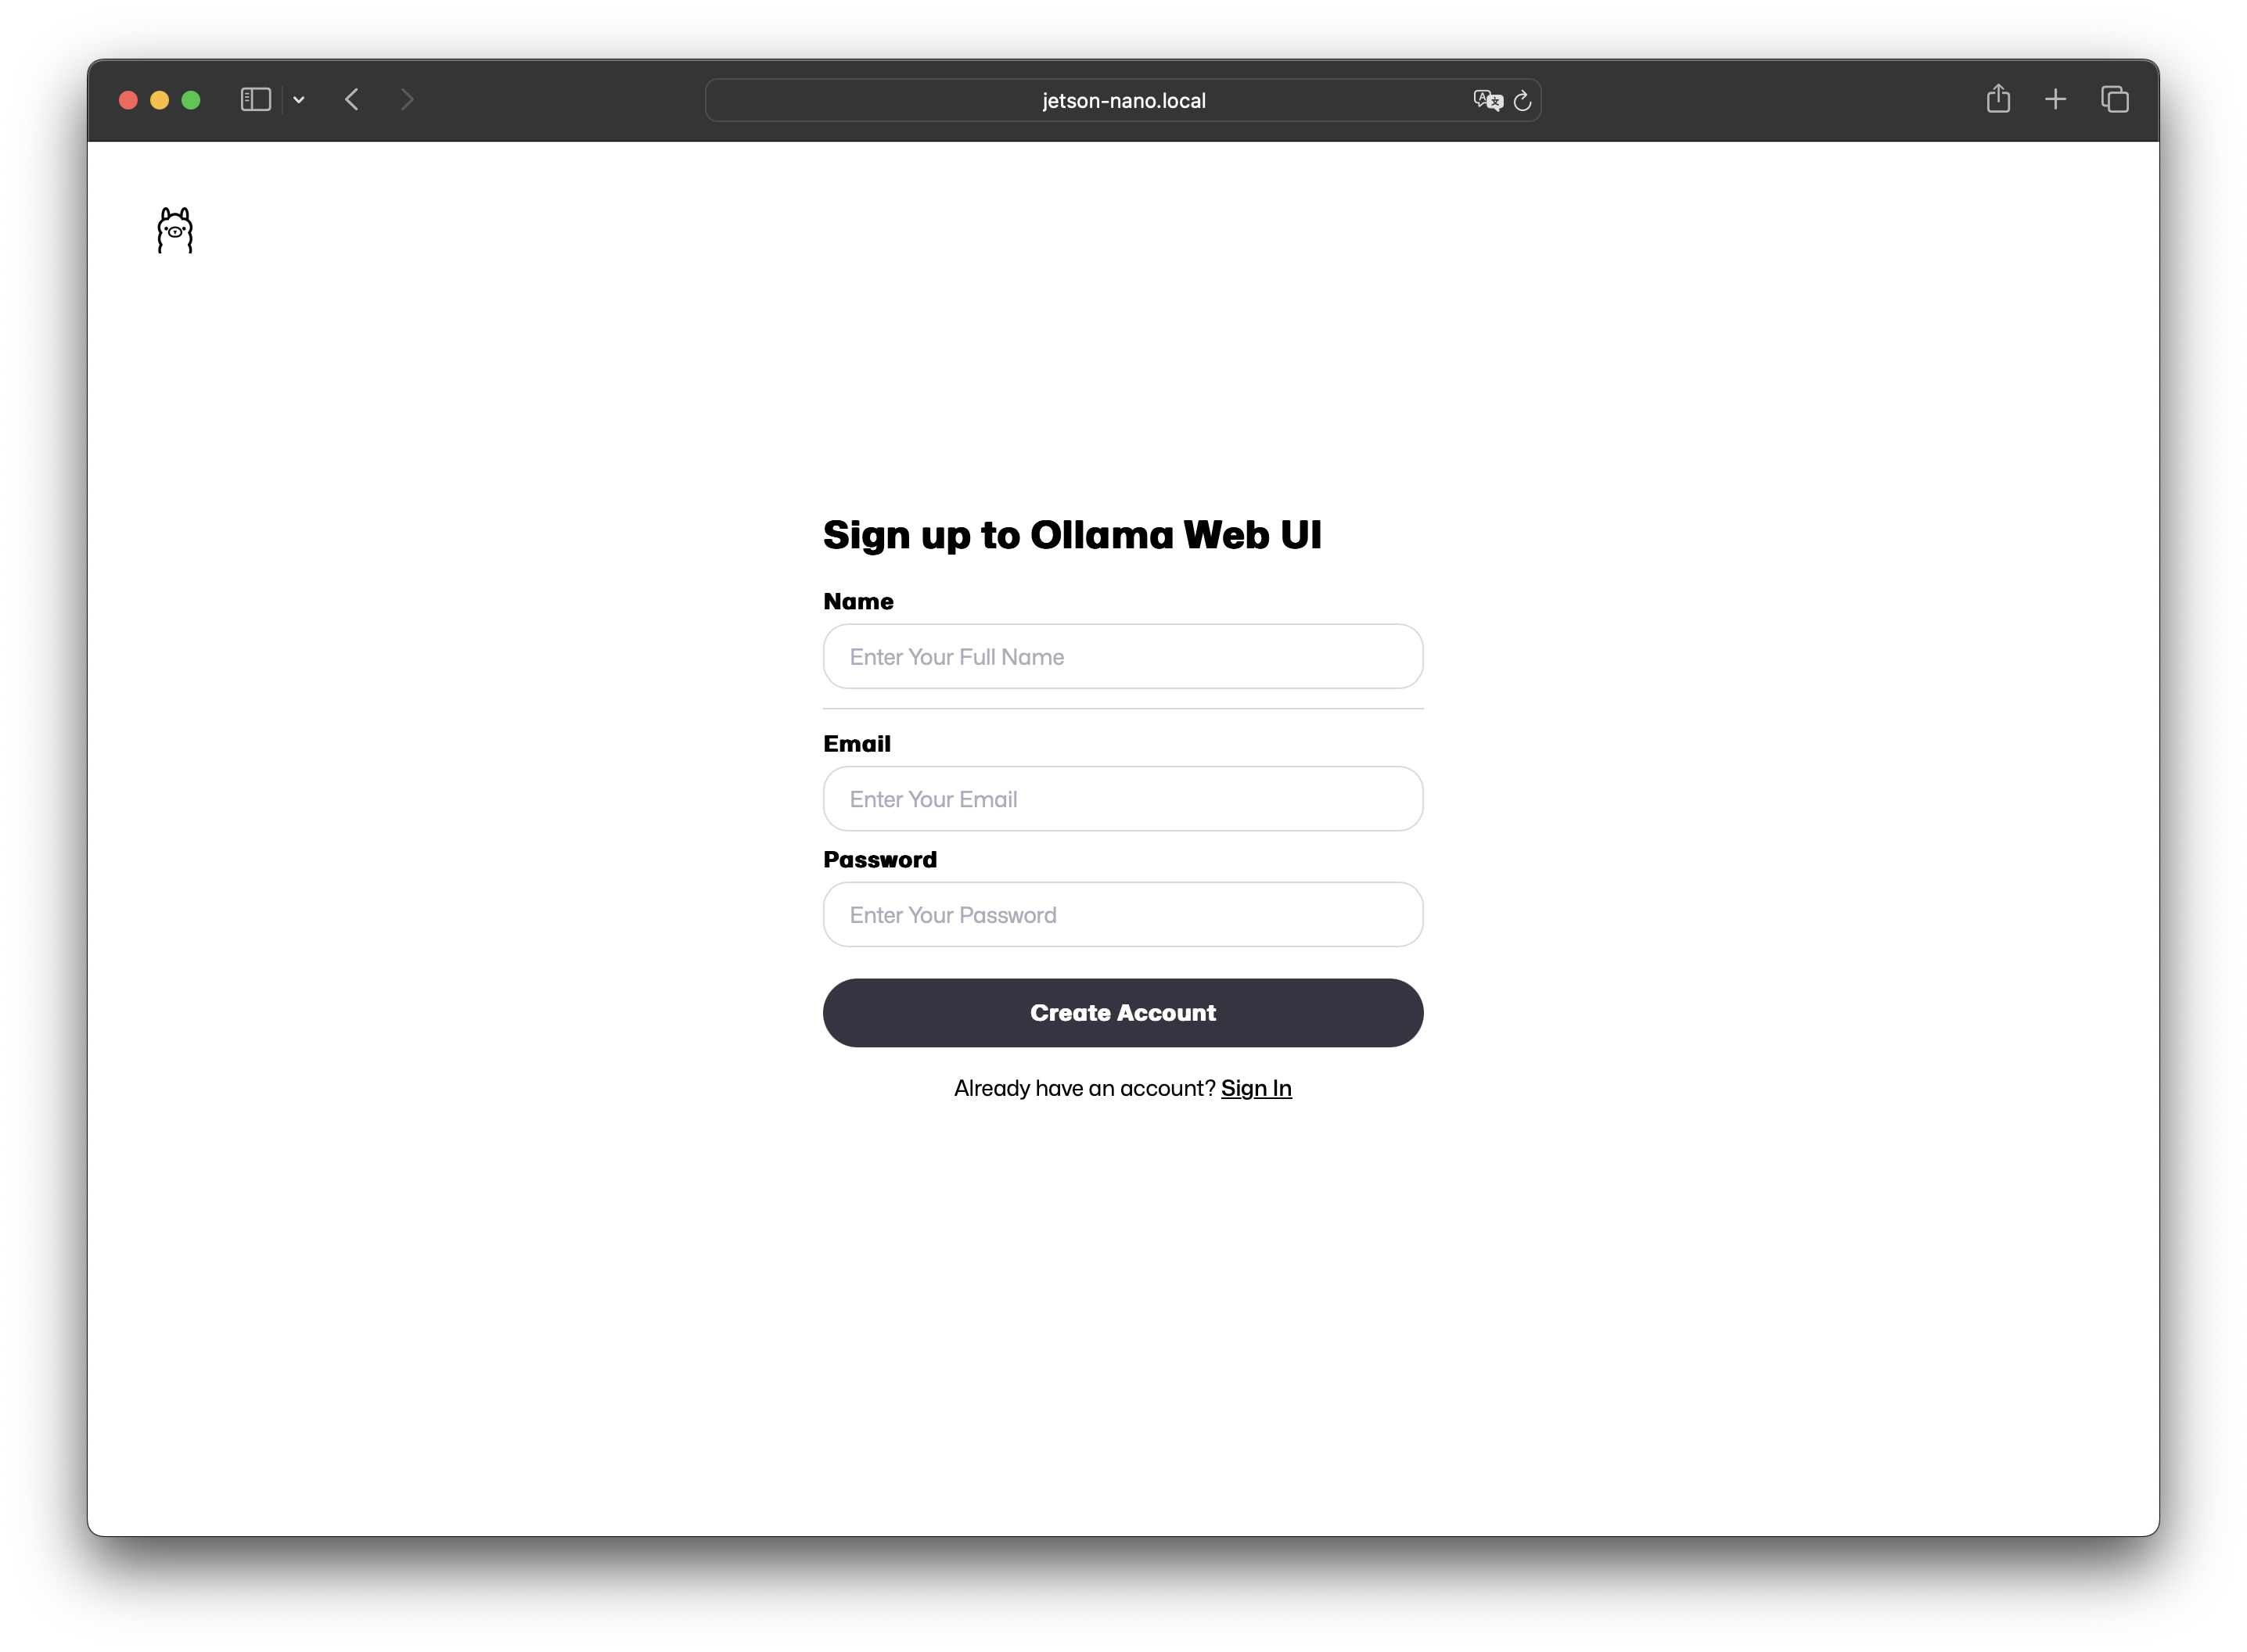 jetson-nano.local
Sign up to Ollama Web UI
Name
Enter Your Full Name
Email
Enter Your Email
Password
Enter Your Password
Create Account
Already have an account? Sign In